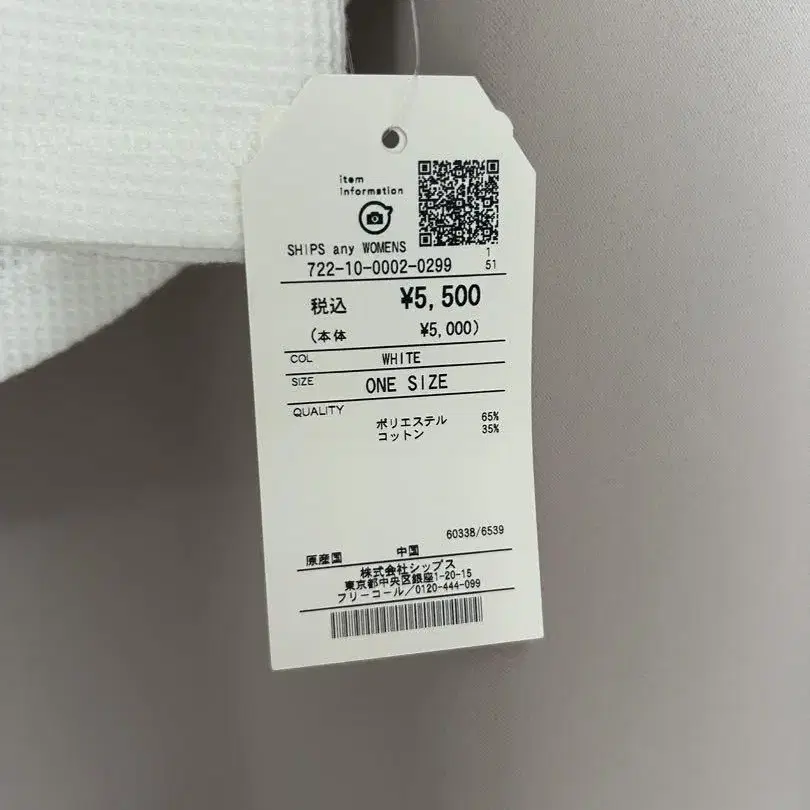 item
information
SHIPS any WOMENS
722-10-0002-0299
1
51
税込 ¥5,500
(本体 ¥5,000)
COL WHITE
SIZE ONE SIZE
QUALITY
ポリエステル 65%
コットン 35%
60338/6539
原産国 中国
株式会社シップス
東京都中央区銀座1-20-15
フリーコール/0120-444-099